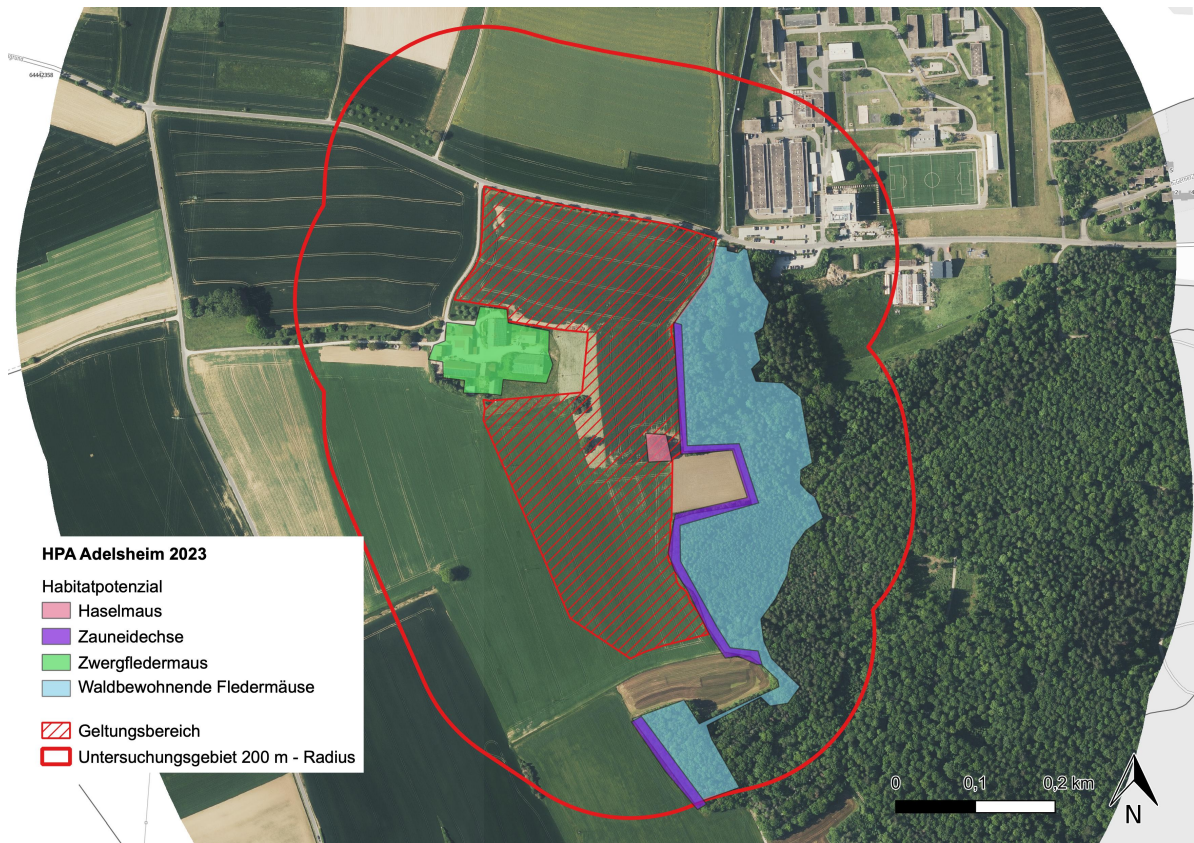 64442358
HPA Adelsheim 2023
Habitatpotenzial
Haselmaus
Zauneidechse
Zwergfledermaus
Waldbewohnende Fledermäuse
Geltungsbereich
Untersuchungsgebiet 200 m - Radius
0 0,1 0,2 km
N